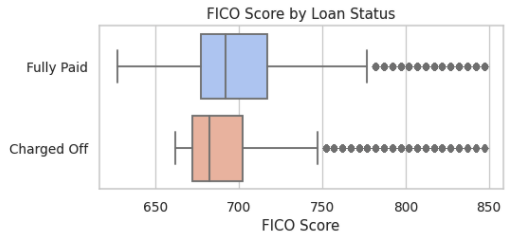 FICO Score by Loan Status
Fully Paid
Charged Off
650 700 750 800 850
FICO Score